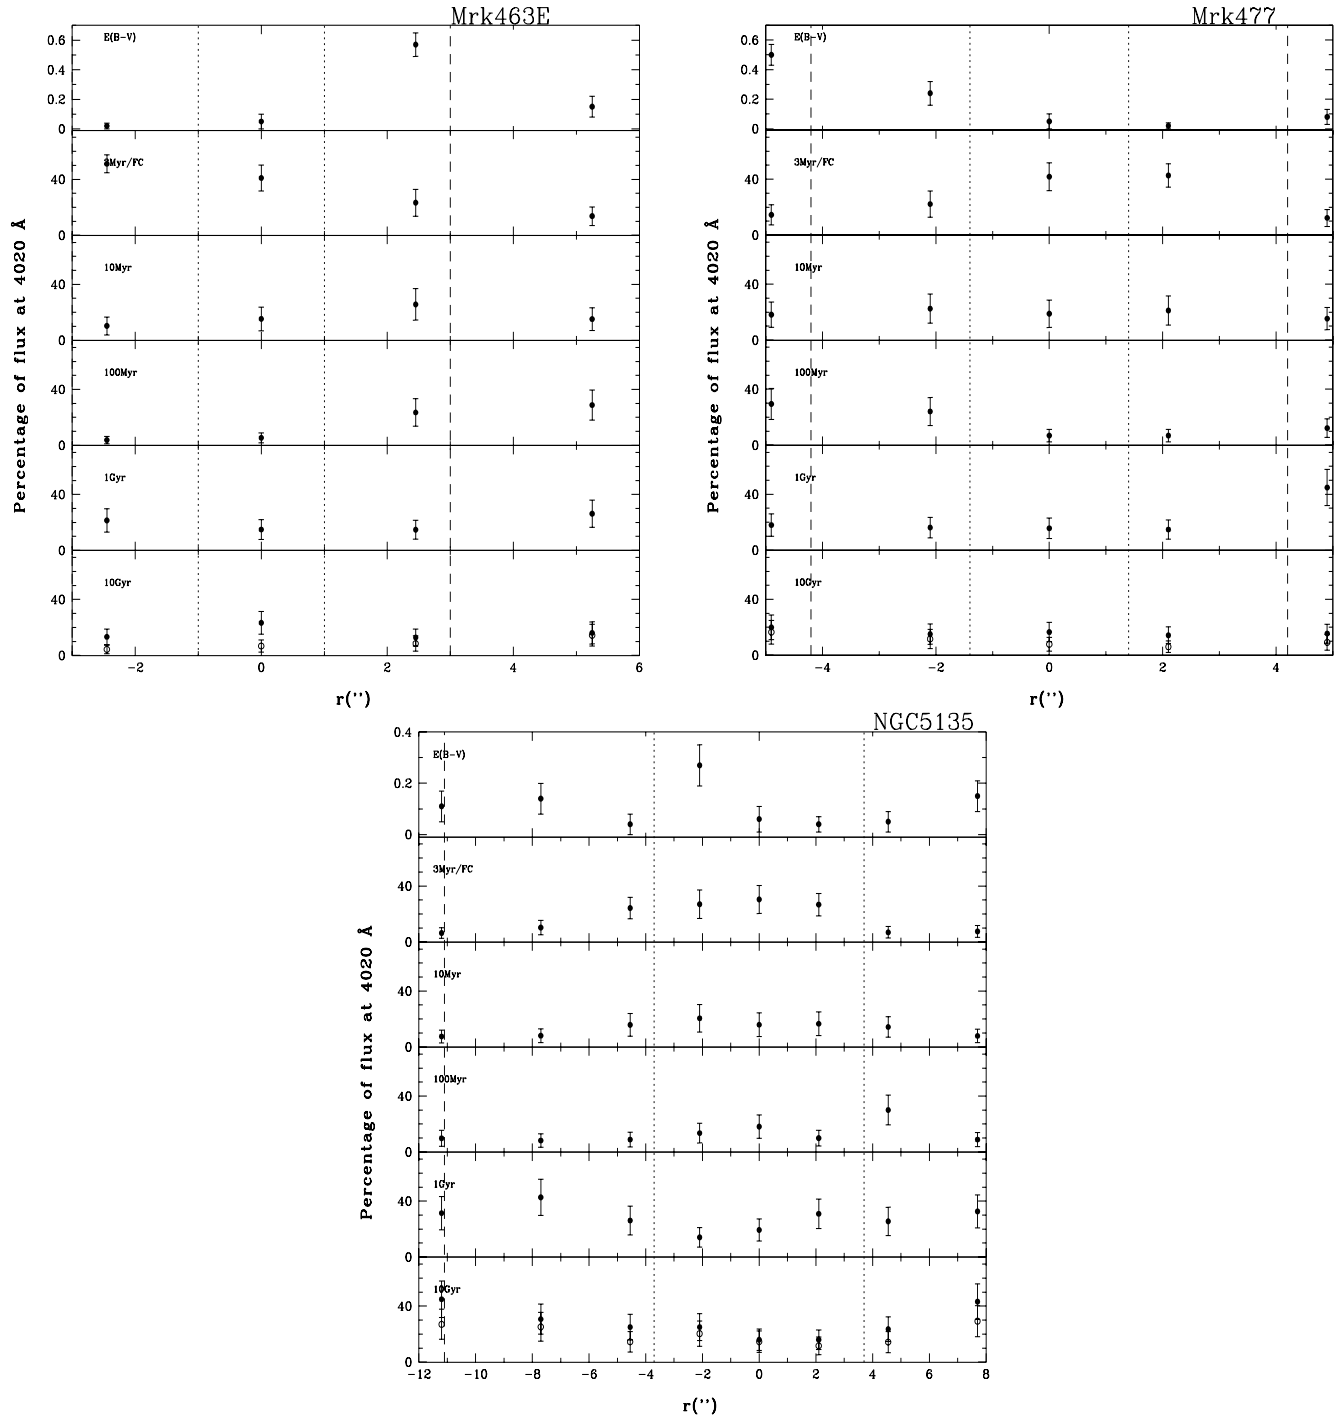 Mrk463E
E(B-V)
0.6
0.4
0.2
0
3Myr/FC
40
0
10Myr
40
0
100Myr
40
0
1Gyr
40
0
10Gyr
40
0
-2 0 2 4 6
r('')
Percentage of flux at 4020 Å
Mrk477
E(B-V)
0.6
0.4
0.2
0
3Myr/FC
40
0
10Myr
40
0
100Myr
40
0
1Gyr
40
0
10Gyr
40
0
-4 -2 0 2 4
r('')
Percentage of flux at 4020 Å
NGC5135
E(B-V)
0.4
0.2
0
3Myr/FC
40
0
10Myr
40
0
100Myr
40
0
1Gyr
40
0
10Gyr
40
0
-12 -10 -8 -6 -4 -2 0 2 4 6 8
r('')
Percentage of flux at 4020 Å